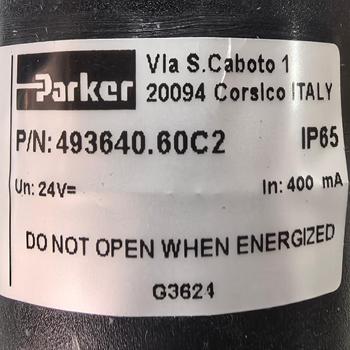 Parker
Via S.Caboto 1
20094 Corsico ITALY
P/N: 493640.60C2 IP65
Un: 24V= In: 400 mA
DO NOT OPEN WHEN ENERGIZED
G3624